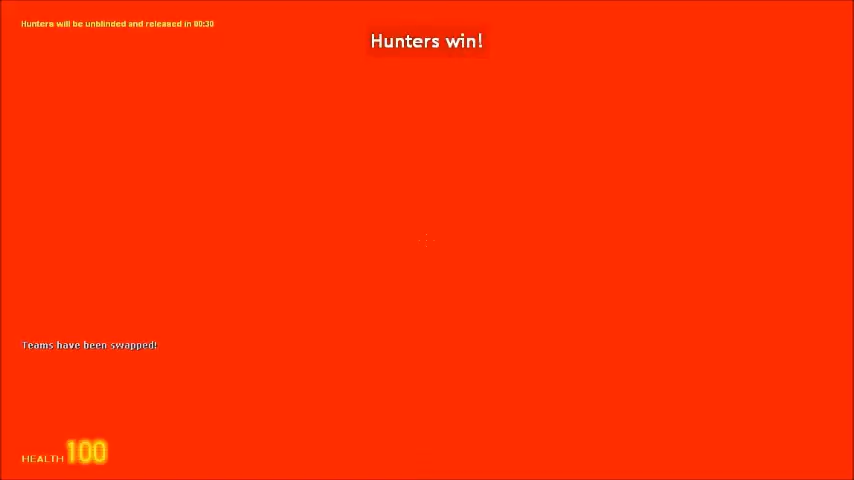 Hunters will be unblinded and released in 00:30
Hunters win!
Teams have been swapped!
HEALTH 100